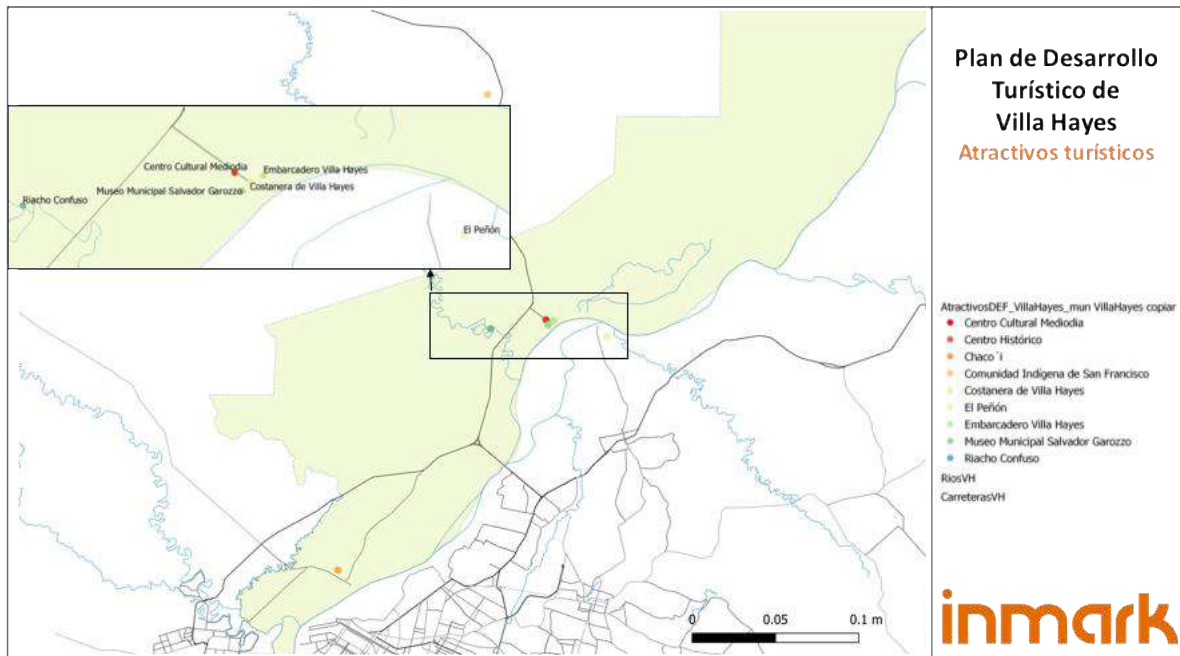 Plan de Desarrollo
Turístico de
Villa Hayes
Atractivos turísticos
Centro Cultural Mediodia
Embarcadero Villa Hayes
Museo Municipal Salvador Garozzo
Costanera de Villa Hayes
Riacho Confuso
El Peñón
AtractivosDEF_VillaHayes_mun VillaHayes copiar
Centro Cultural Mediodia
Centro Histórico
Chaco´i
Comunidad Indígena de San Francisco
Costanera de Villa Hayes
El Peñón
Embarcadero Villa Hayes
Museo Municipal Salvador Garozzo
Riacho Confuso
RiosVH
CarreterasVH
0 0.05 0.1 m
inmark